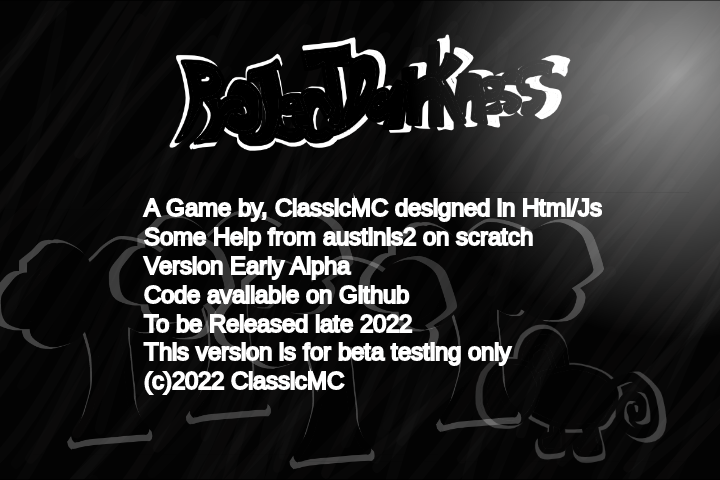 A Game by, ClassicMC designed in Html/Js
Some Help from austinis2 on scratch
Version Early Alpha
Code available on Github
To be Released late 2022
This version is for beta testing only
(c)2022 ClassicMC